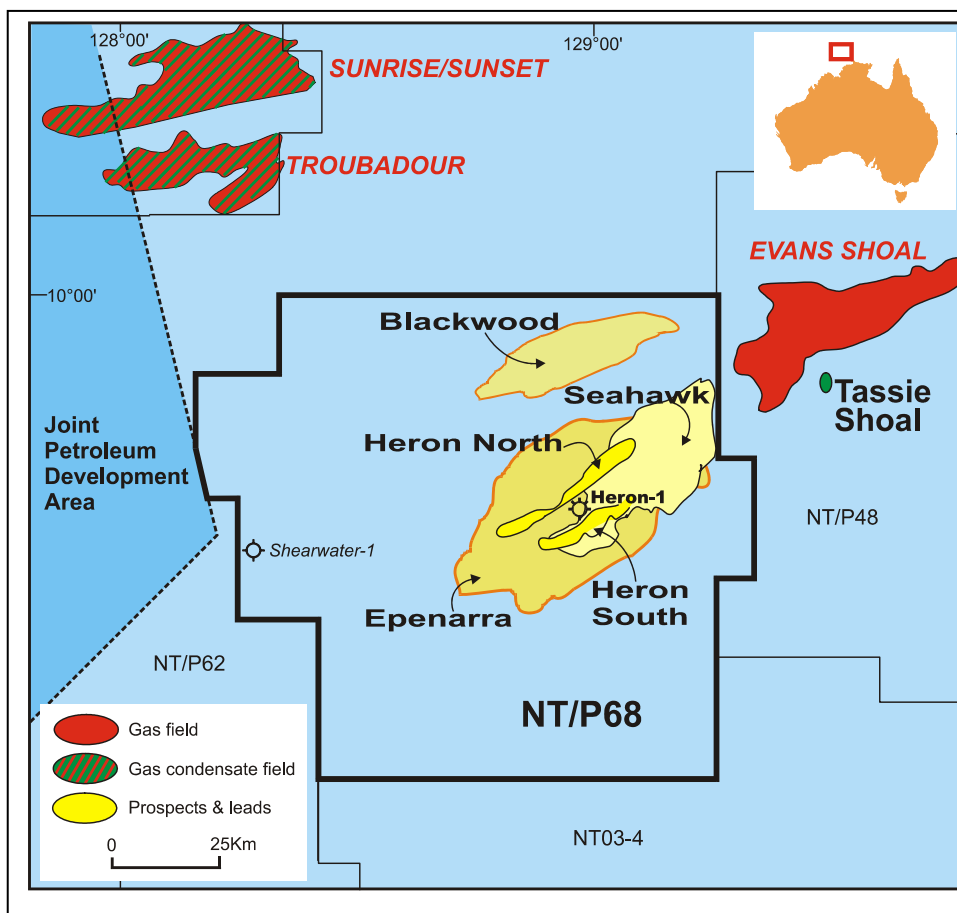 128°00'
129°00'
SUNRISE/SUNSET
TROUBADOUR
EVANS SHOAL
10°00'
Blackwood
Seahawk
Tassie
Shoal
Heron North
Joint
Petroleum
Development
Area
Heron-1
NT/P48
Shearwater-1
Heron
South
Epenarra
NT/P62
NT/P68
Gas field
Gas condensate field
Prospects & leads
0 25Km
NT03-4